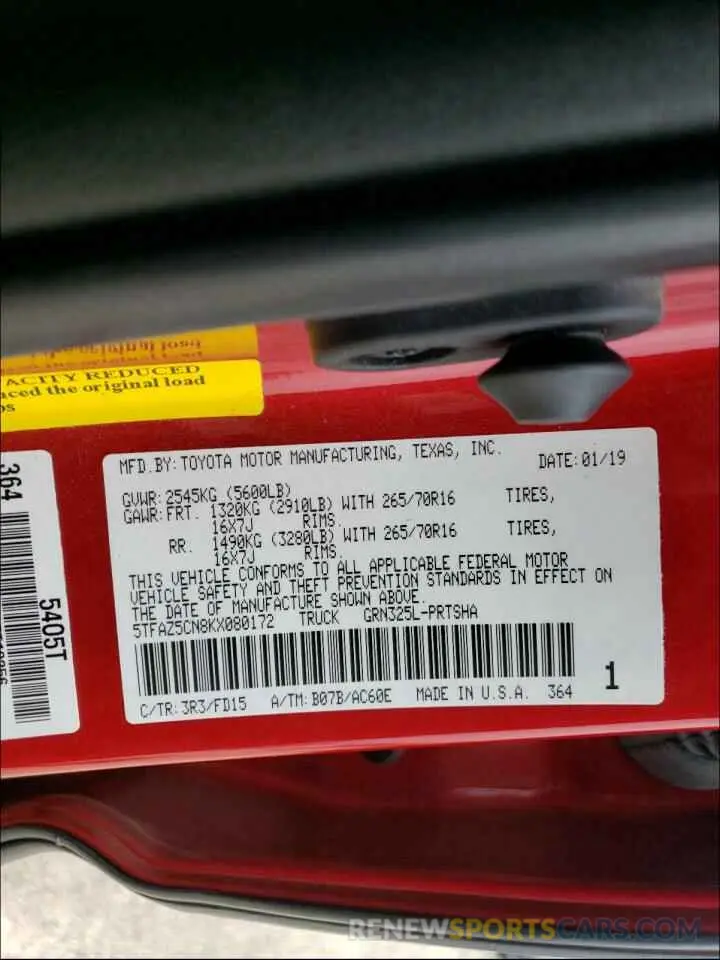 ACITY REDUCED
ced the original load
MFD.BY: TOYOTA MOTOR MANUFACTURING, TEXAS, INC.
DATE: 01/19
GVWR: 2545KG (5600LB)
GAWR: FRT. 1320KG (2910LB) WITH 265/70R16 TIRES,
16X7J RIMS.
RR. 1490KG (3280LB) WITH 265/70R16 TIRES,
16X7J RIMS.
THIS VEHICLE CONFORMS TO ALL APPLICABLE FEDERAL MOTOR
VEHICLE SAFETY AND THEFT PREVENTION STANDARDS IN EFFECT ON
THE DATE OF MANUFACTURE SHOWN ABOVE.
5TFAZ5CN8KX080172 TRUCK GRN325L-PRTSHA
C/TR: 3R3/FD15 A/TM: B07B/AC60E MADE IN U.S.A. 364
1
364
5405T
RENEWSPORTSCARS.COM